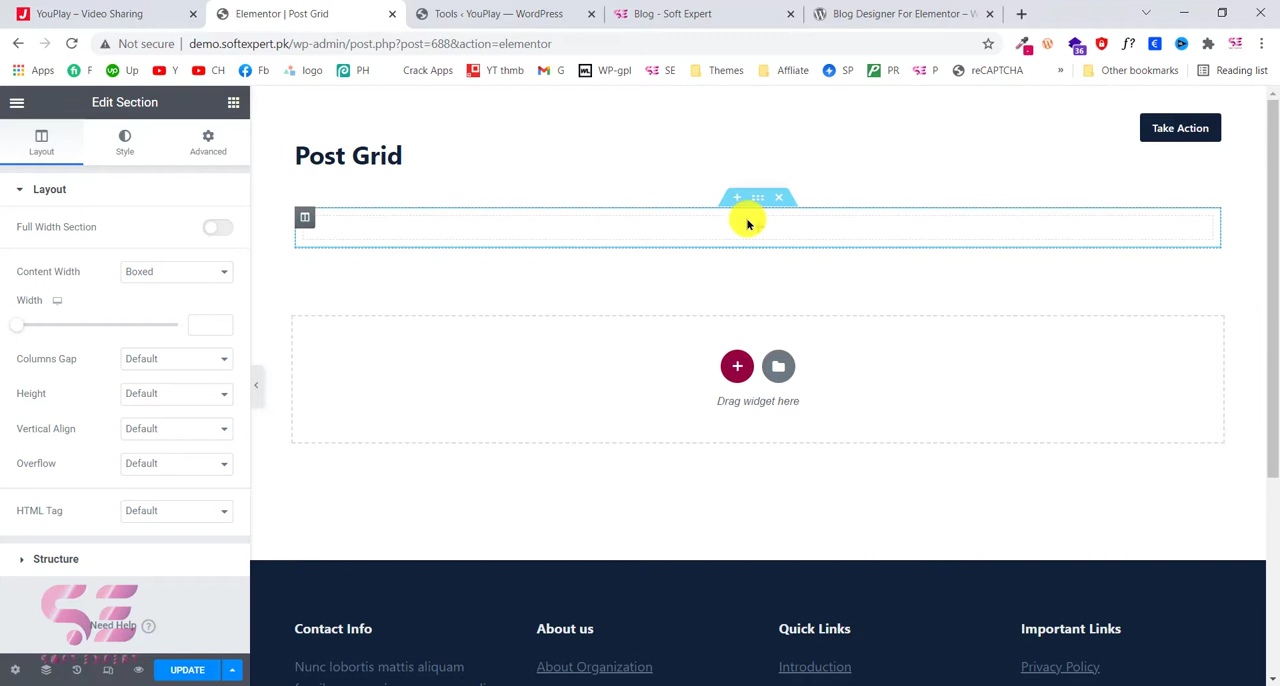 YouPlay – Video Sharing
Elementor | Post Grid
Tools ‹ YouPlay — WordPress
Blog - Soft Expert
Blog Designer For Elementor – W
Not secure
demo.softexpert.pk/wp-admin/post.php?post=688&action=elementor
Apps
F
Up
Y
CH
Fb
logo
PH
Crack Apps
YT thmb
G
WP-gpl
SE
Themes
Affliate
SP
PR
P
reCAPTCHA
»
Other bookmarks
Reading list
36
Edit Section
Layout
Style
Advanced
Layout
Full Width Section
Content Width
Boxed
Width
Columns Gap
Default
Height
Default
Vertical Align
Default
Overflow
Default
HTML Tag
Default
Structure
Need Help
SE
SOFT EXPERT
UPDATE
Take Action
Post Grid
Drag widget here
Contact Info
About us
Quick Links
Important Links
Nunc lobortis mattis aliquam
About Organization
Introduction
Privacy Policy